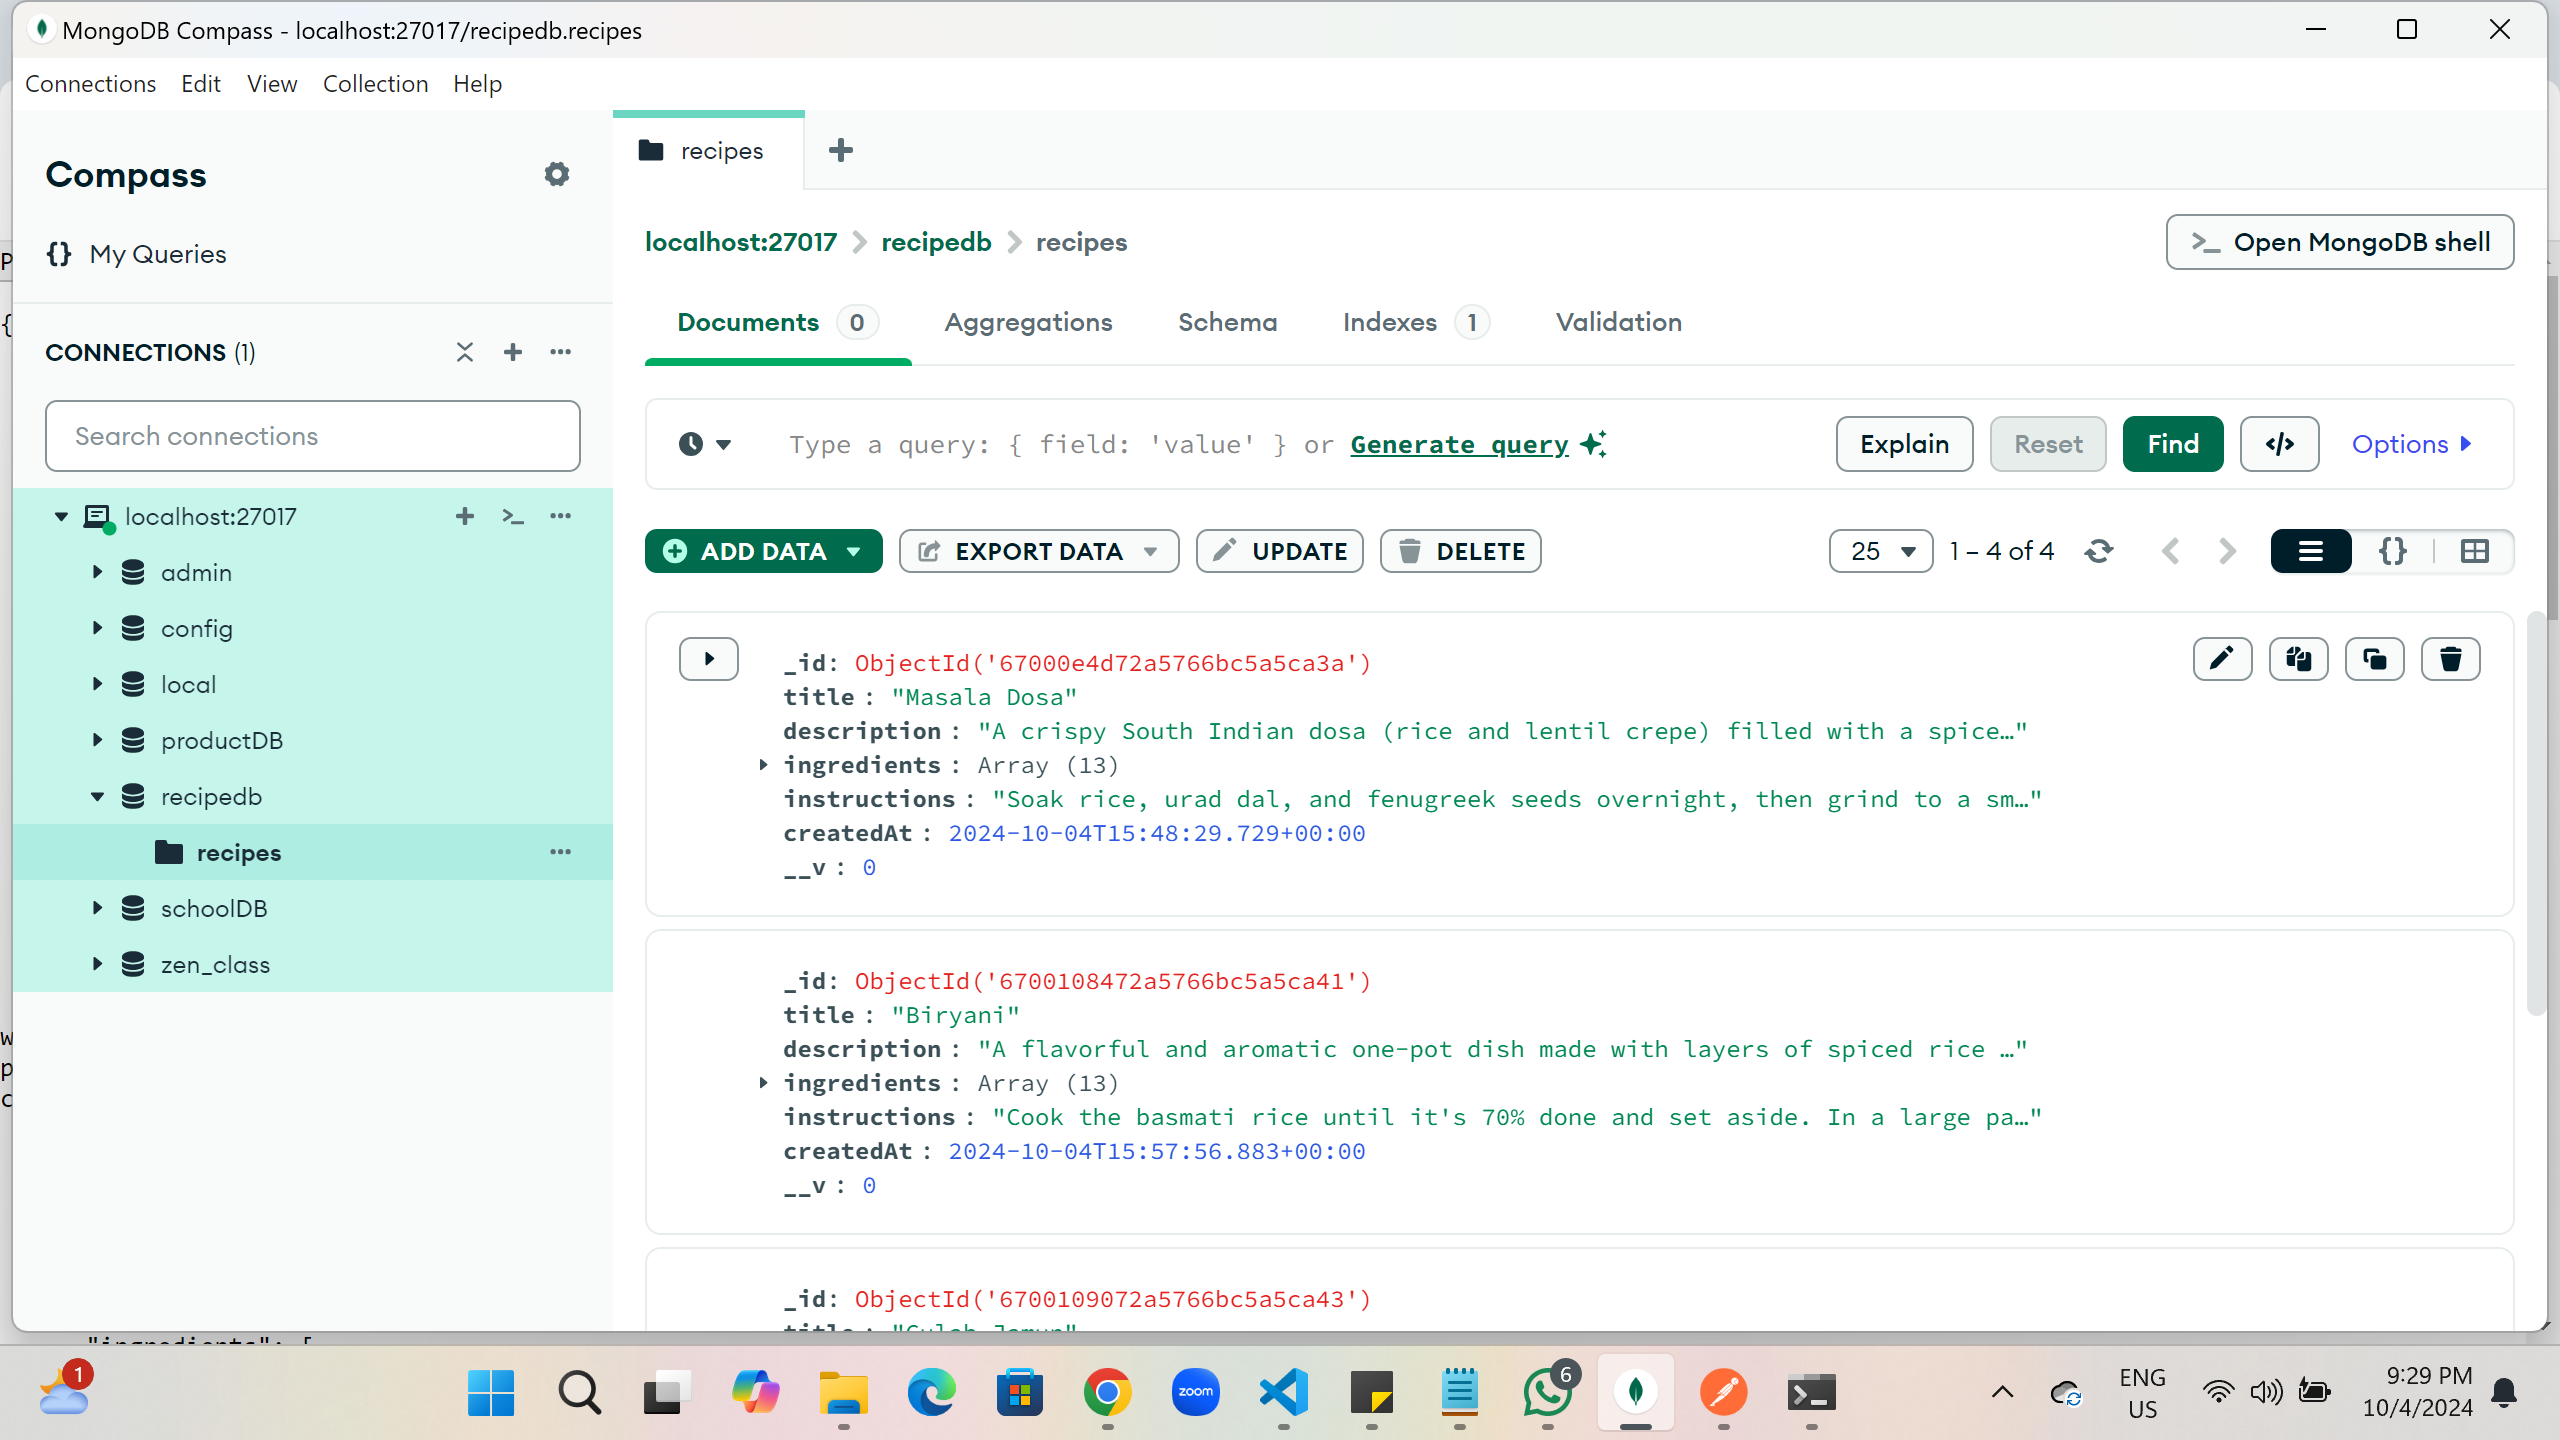 MongoDB Compass - localhost:27017/recipedb.recipes
Connections Edit View Collection Help
Compass
My Queries
CONNECTIONS (1)
Search connections
localhost:27017
admin
config
local
productDB
recipedb
recipes
schoolDB
zen_class
recipes
localhost:27017 recipedb recipes
Open MongoDB shell
Documents 0 Aggregations Schema Indexes 1 Validation
Type a query: { field: 'value' } or Generate query
Explain Reset Find </> Options
ADD DATA EXPORT DATA UPDATE DELETE
25 1 – 4 of 4
_id: ObjectId('67000e4d72a5766bc5a5ca3a')
title : "Masala Dosa"
description : "A crispy South Indian dosa (rice and lentil crepe) filled with a spice…"
ingredients : Array (13)
instructions : "Soak rice, urad dal, and fenugreek seeds overnight, then grind to a sm…"
createdAt : 2024-10-04T15:48:29.729+00:00
__v : 0
_id: ObjectId('6700108472a5766bc5a5ca41')
title : "Biryani"
description : "A flavorful and aromatic one-pot dish made with layers of spiced rice …"
ingredients : Array (13)
instructions : "Cook the basmati rice until it's 70% done and set aside. In a large pa…"
createdAt : 2024-10-04T15:57:56.883+00:00
__v : 0
_id: ObjectId('6700109072a5766bc5a5ca43')
title : "Gulab Jamun"
"ingredients": [
P
{
w
p
c
1
zoom
6
ENG
US
9:29 PM
10/4/2024